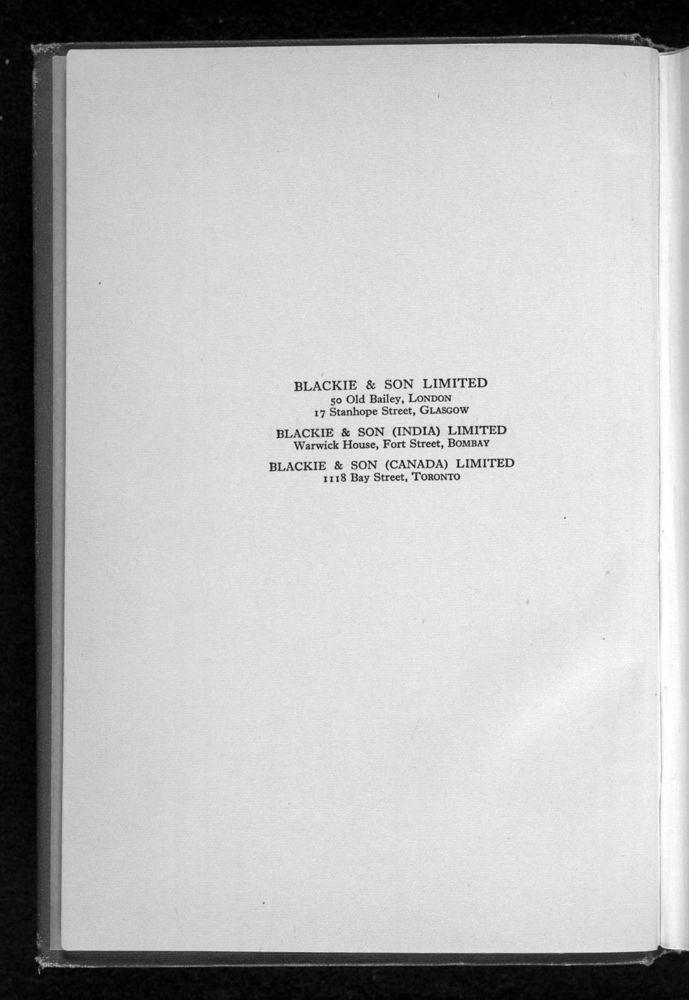 BLACKIE & SON LIMITED
50 Old Bailey, LONDON
17 Stanhope Street, GLASGOW
BLACKIE & SON (INDIA) LIMITED
Warwick House, Fort Street, BOMBAY
BLACKIE & SON (CANADA) LIMITED
1118 Bay Street, TORONTO